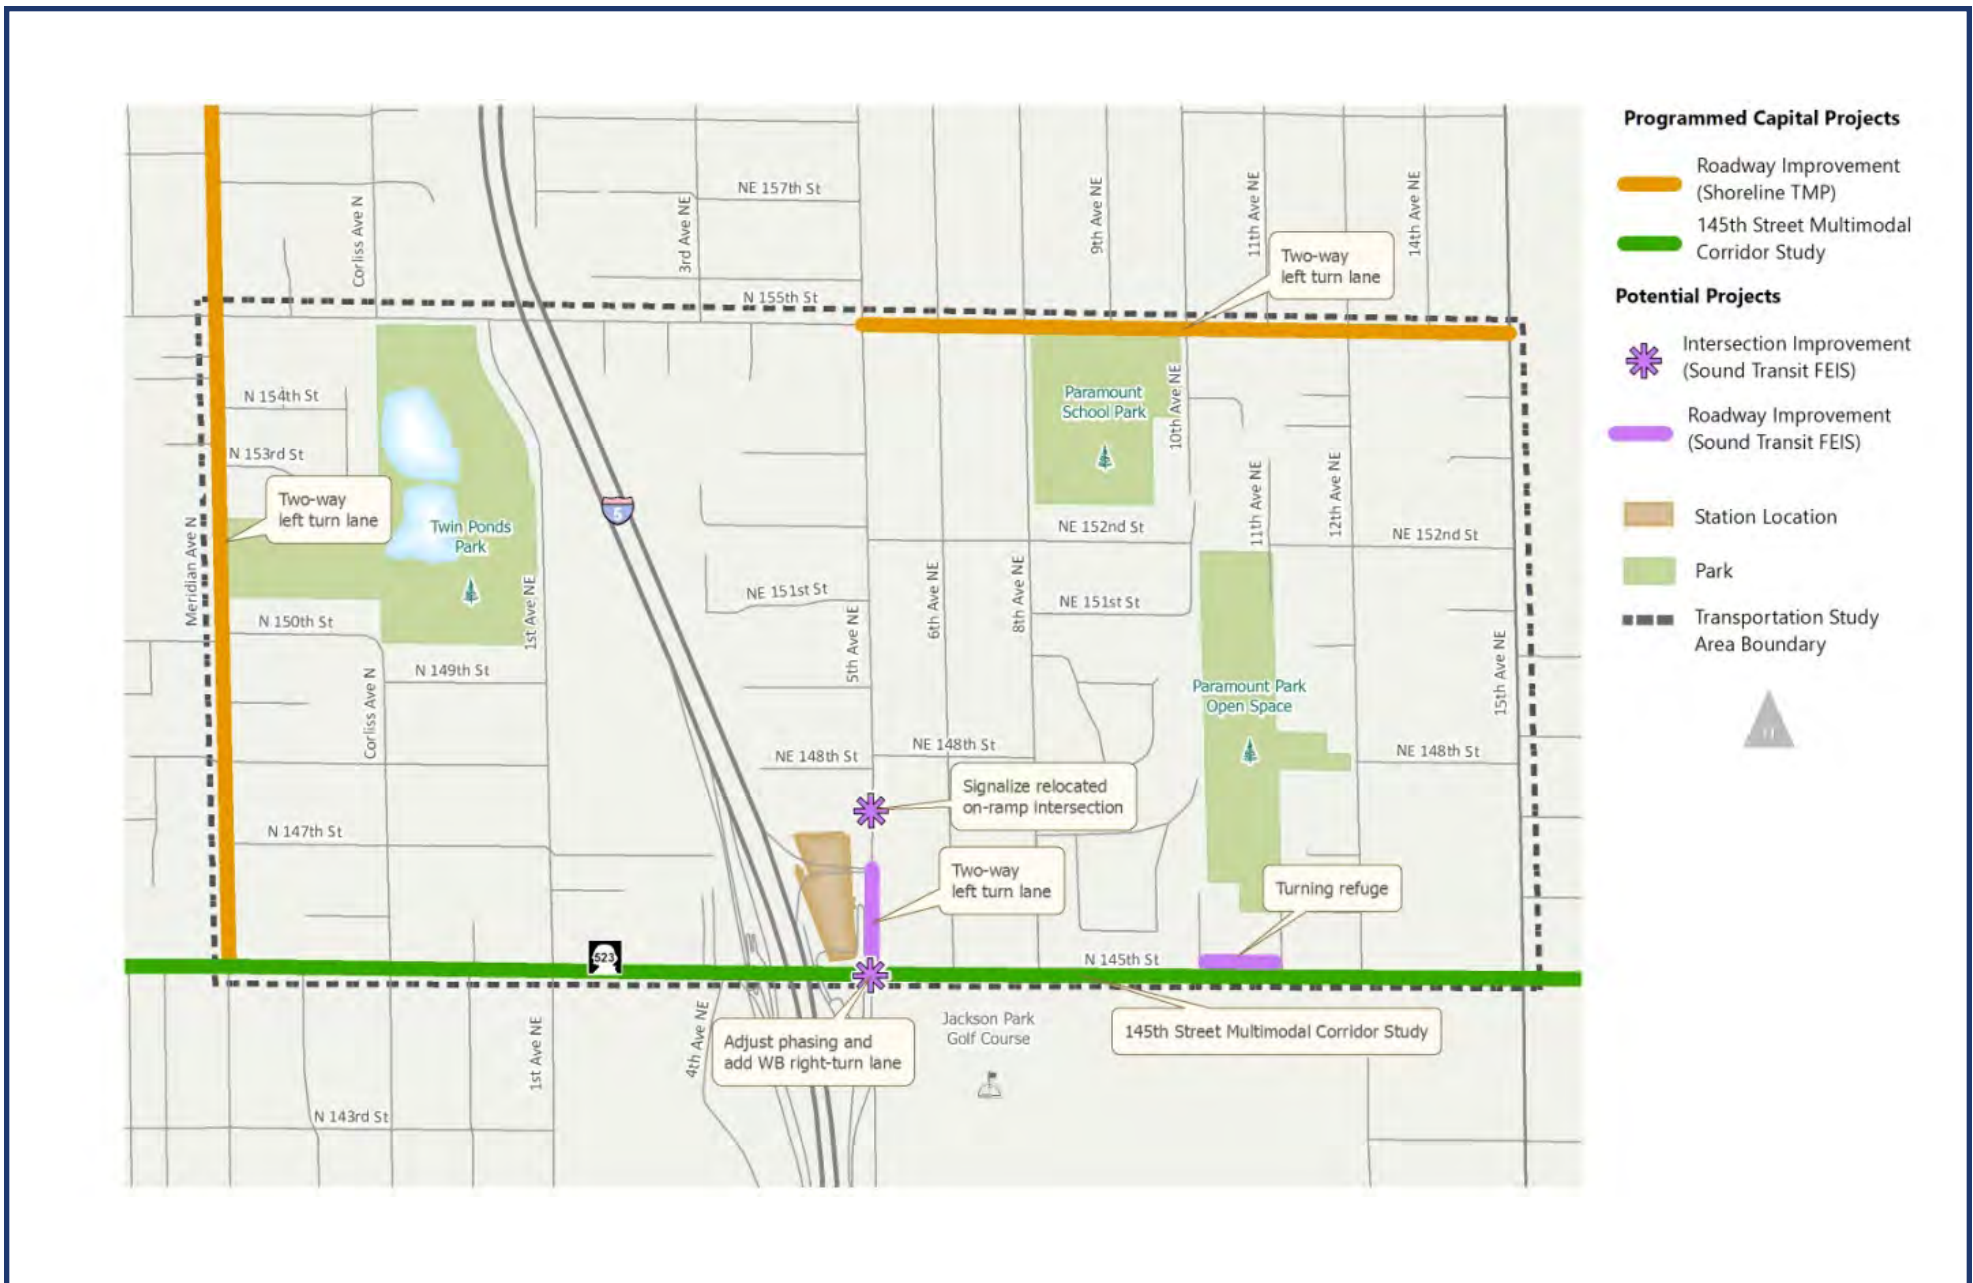 Programmed Capital Projects
Roadway Improvement
(Shoreline TMP)
145th Street Multimodal
Corridor Study
Potential Projects
Intersection Improvement
(Sound Transit FEIS)
Roadway Improvement
(Sound Transit FEIS)
Station Location
Park
Transportation Study
Area Boundary
NE 157th St
Corliss Ave N
3rd Ave NE
9th Ave NE
11th Ave NE
14th Ave NE
Two-way
left turn lane
N 155th St
N 154th St
N 153rd St
Two-way
left turn lane
Twin Ponds
Park
Meridian Ave N
1st Ave NE
5
Paramount
School Park
10th Ave NE
11th Ave NE
12th Ave NE
NE 152nd St
NE 152nd St
NE 151st St
NE 151st St
5th Ave NE
6th Ave NE
8th Ave NE
15th Ave NE
N 150th St
N 149th St
Corliss Ave N
Paramount Park
Open Space
NE 148th St
NE 148th St
NE 148th St
Signalize relocated
on-ramp intersection
N 147th St
Two-way
left turn lane
Turning refuge
523
N 145th St
4th Ave NE
1st Ave NE
Adjust phasing and
add WB right-turn lane
Jackson Park
Golf Course
145th Street Multimodal Corridor Study
N 143rd St